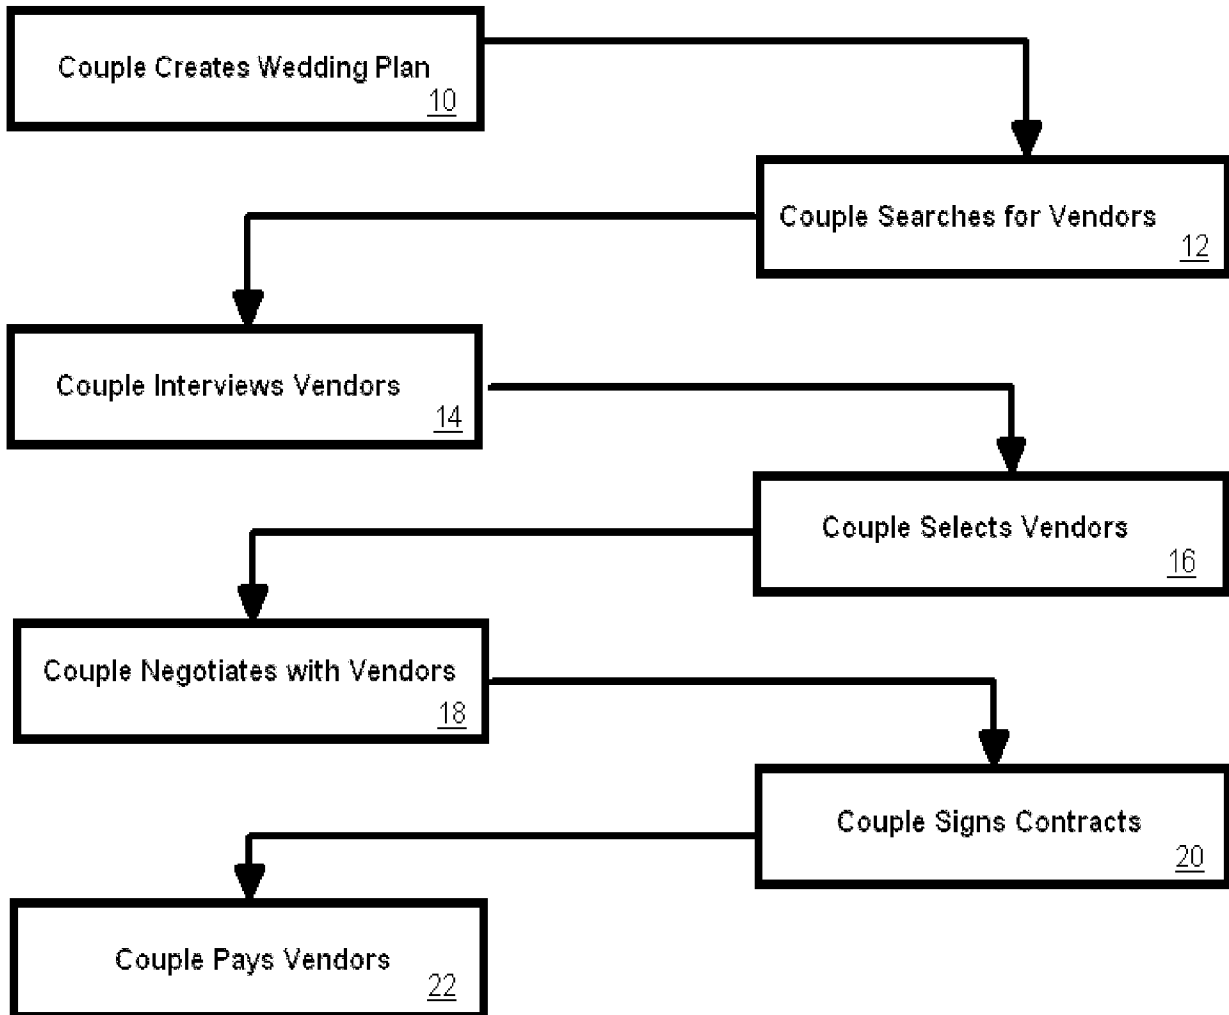 Couple Creates Wedding Plan
10
Couple Searches for Vendors
12
Couple Interviews Vendors
14
Couple Selects Vendors
16
Couple Negotiates with Vendors
18
Couple Signs Contracts
20
Couple Pays Vendors
22